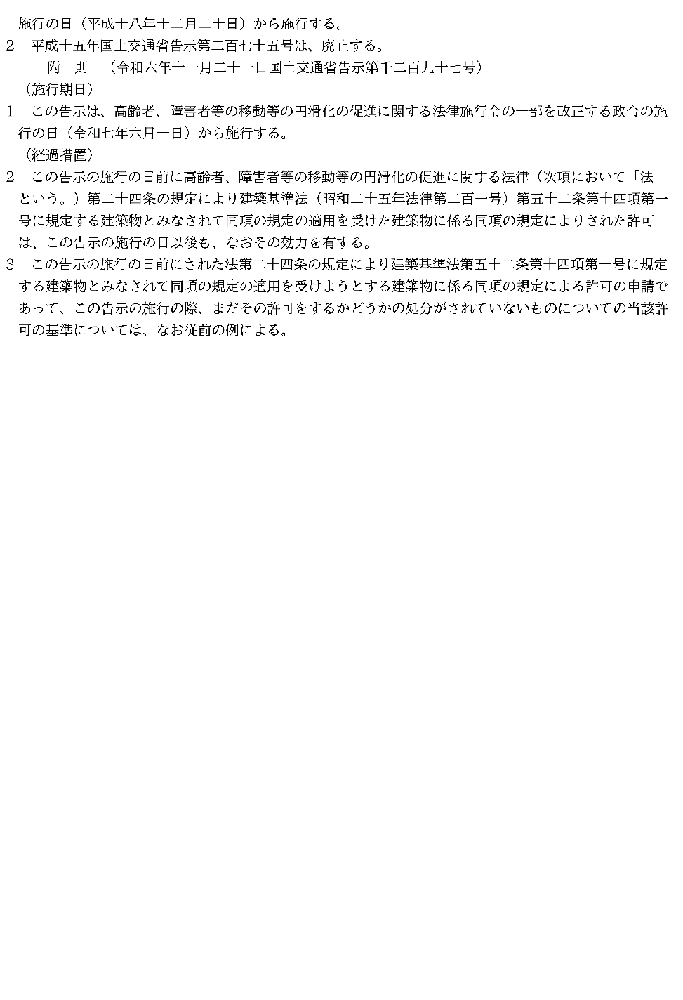 施行の日（平成十八年十二月二十日）から施行する。
２　平成十五年国土交通省告示第二百七十五号は、廃止する。
附　則　（令和六年十一月二十一日国土交通省告示第千二百九十七号）
（施行期日）
１　この告示は、高齢者、障害者等の移動等の円滑化の促進に関する法律施行令の一部を改正する政令の施
行の日（令和七年六月一日）から施行する。
（経過措置）
２　この告示の施行の日前に高齢者、障害者等の移動等の円滑化の促進に関する法律（次項において「法」
という。）第二十四条の規定により建築基準法（昭和二十五年法律第二百一号）第五十二条第十四項第一
号に規定する建築物とみなされて同項の規定の適用を受けた建築物に係る同項の規定によりされた許可
は、この告示の施行の日以後も、なおその効力を有する。
３　この告示の施行の日前にされた法第二十四条の規定により建築基準法第五十二条第十四項第一号に規定
する建築物とみなされて同項の規定の適用を受けようとする建築物に係る同項の規定による許可の申請で
あって、この告示の施行の際、まだその許可をするかどうかの処分がされていないものについての当該許
可の基準については、なお従前の例による。